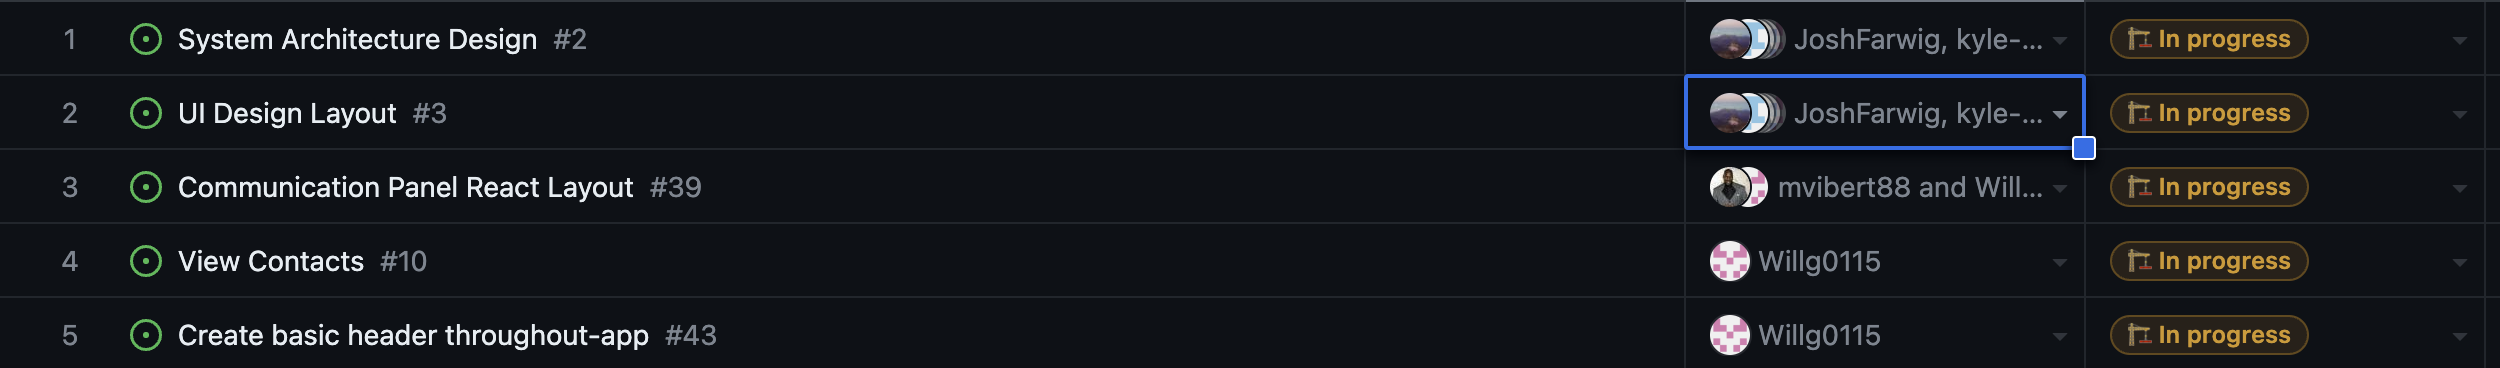 1 System Architecture Design #2 JoshFarwig, kyle-... In progress
2 UI Design Layout #3 JoshFarwig, kyle-... In progress
3 Communication Panel React Layout #39 mvibert88 and Will... In progress
4 View Contacts #10 Willg0115 In progress
5 Create basic header throughout-app #43 Willg0115 In progress